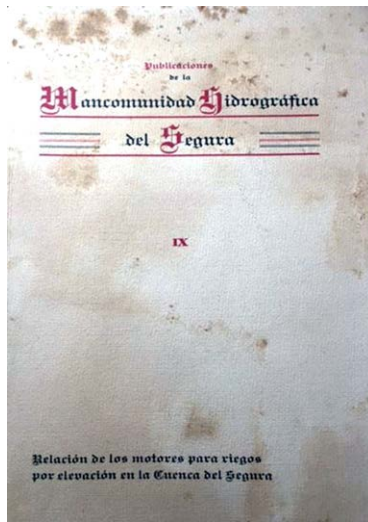 Publicaciones
de la
Mancomunidad Hidrográfica
del Segura
IX
Relación de los motores para riegos
por elevación en la Cuenca del Segura